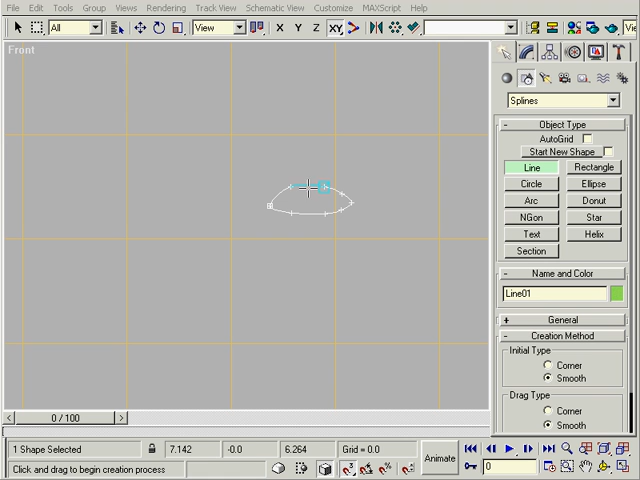 File Edit Tools Group Views Rendering Track View Schematic View Customize MAXScript Help
All View X Y Z XY
Front
Splines
- Object Type
AutoGrid
Start New Shape
Line Rectangle
Circle Ellipse
Arc Donut
NGon Star
Text Helix
Section
- Name and Color
Line01
+ General
- Creation Method
Initial Type
Corner
Smooth
Drag Type
Corner
Smooth
< 0 / 100 >
1 Shape Selected 7.142 -0.0 6.264 Grid = 0.0 Animate
Click and drag to begin creation process 0